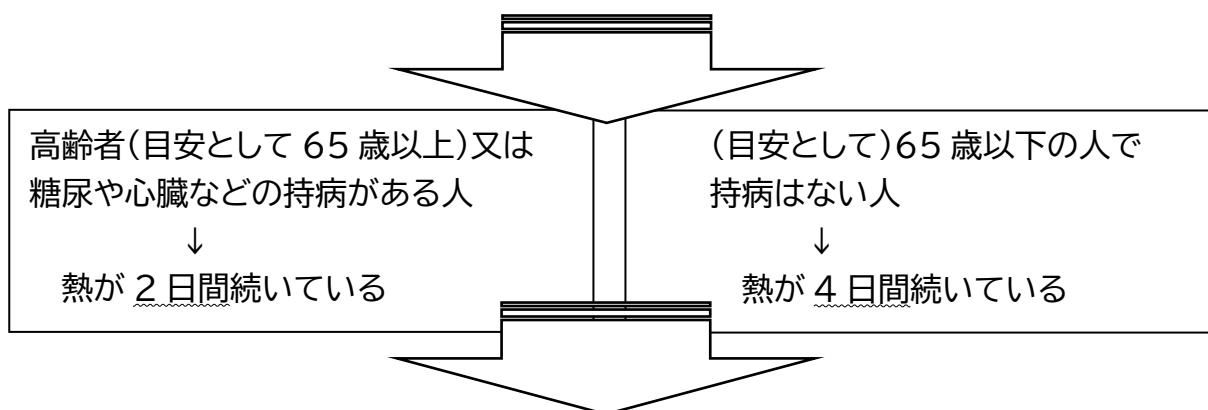 高齢者(目安として 65 歳以上)又は
糖尿や心臓などの持病がある人
↓
熱が 2 日間続いている
(目安として)65 歳以下の人で
持病はない人
↓
熱が 4 日間続いている